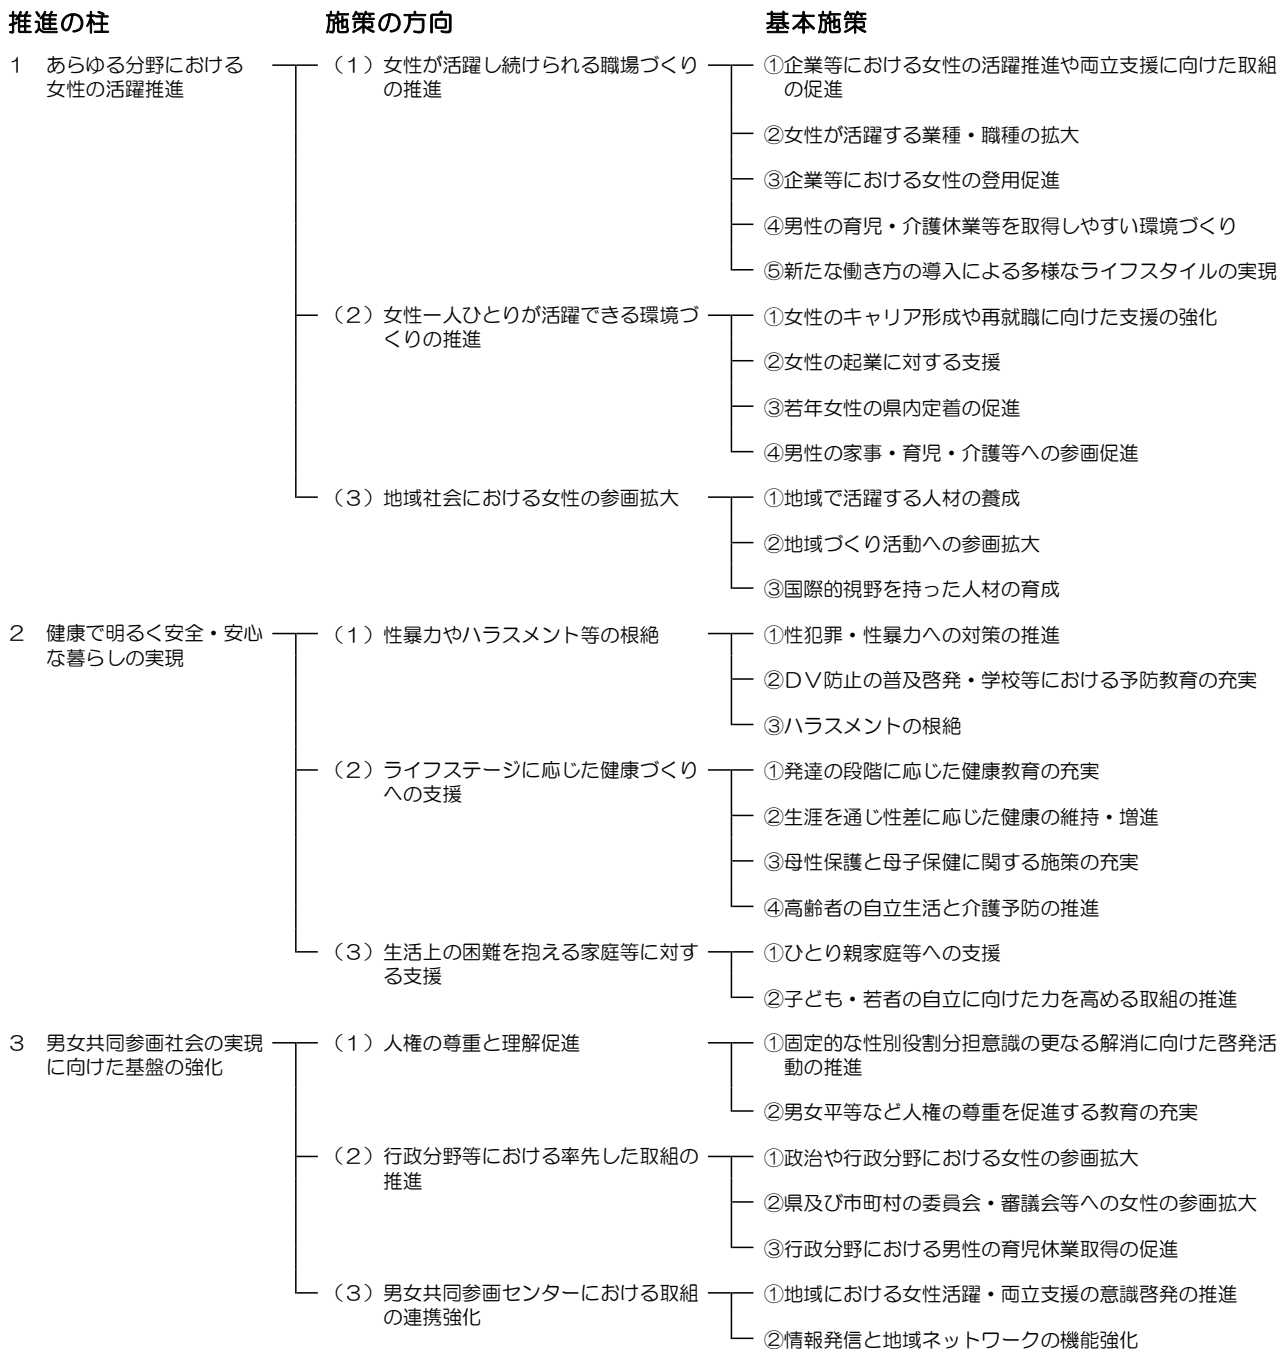 推進の柱
施策の方向
基本施策
1 あらゆる分野における
女性の活躍推進
（1）女性が活躍し続けられる職場づくり
の推進
①企業等における女性の活躍推進や両立支援に向けた取組
の促進
②女性が活躍する業種・職種の拡大
③企業等における女性の登用促進
④男性の育児・介護休業等を取得しやすい環境づくり
⑤新たな働き方の導入による多様なライフスタイルの実現
（2）女性一人ひとりが活躍できる環境づ
くりの推進
①女性のキャリア形成や再就職に向けた支援の強化
②女性の起業に対する支援
③若年女性の県内定着の促進
④男性の家事・育児・介護等への参画促進
（3）地域社会における女性の参画拡大
①地域で活躍する人材の養成
②地域づくり活動への参画拡大
③国際的視野を持った人材の育成
2 健康で明るく安全・安心
な暮らしの実現
（1）性暴力やハラスメント等の根絶
①性犯罪・性暴力への対策の推進
②ＤＶ防止の普及啓発・学校等における予防教育の充実
③ハラスメントの根絶
（2）ライフステージに応じた健康づくり
への支援
①発達の段階に応じた健康教育の充実
②生涯を通じ性差に応じた健康の維持・増進
③母性保護と母子保健に関する施策の充実
④高齢者の自立生活と介護予防の推進
（3）生活上の困難を抱える家庭等に対す
る支援
①ひとり親家庭等への支援
②子ども・若者の自立に向けた力を高める取組の推進
3 男女共同参画社会の実現
に向けた基盤の強化
（1）人権の尊重と理解促進
①固定的な性別役割分担意識の更なる解消に向けた啓発活
動の推進
②男女平等など人権の尊重を促進する教育の充実
（2）行政分野等における率先した取組の
推進
①政治や行政分野における女性の参画拡大
②県及び市町村の委員会・審議会等への女性の参画拡大
③行政分野における男性の育児休業取得の促進
（3）男女共同参画センターにおける取組
の連携強化
①地域における女性活躍・両立支援の意識啓発の推進
②情報発信と地域ネットワークの機能強化